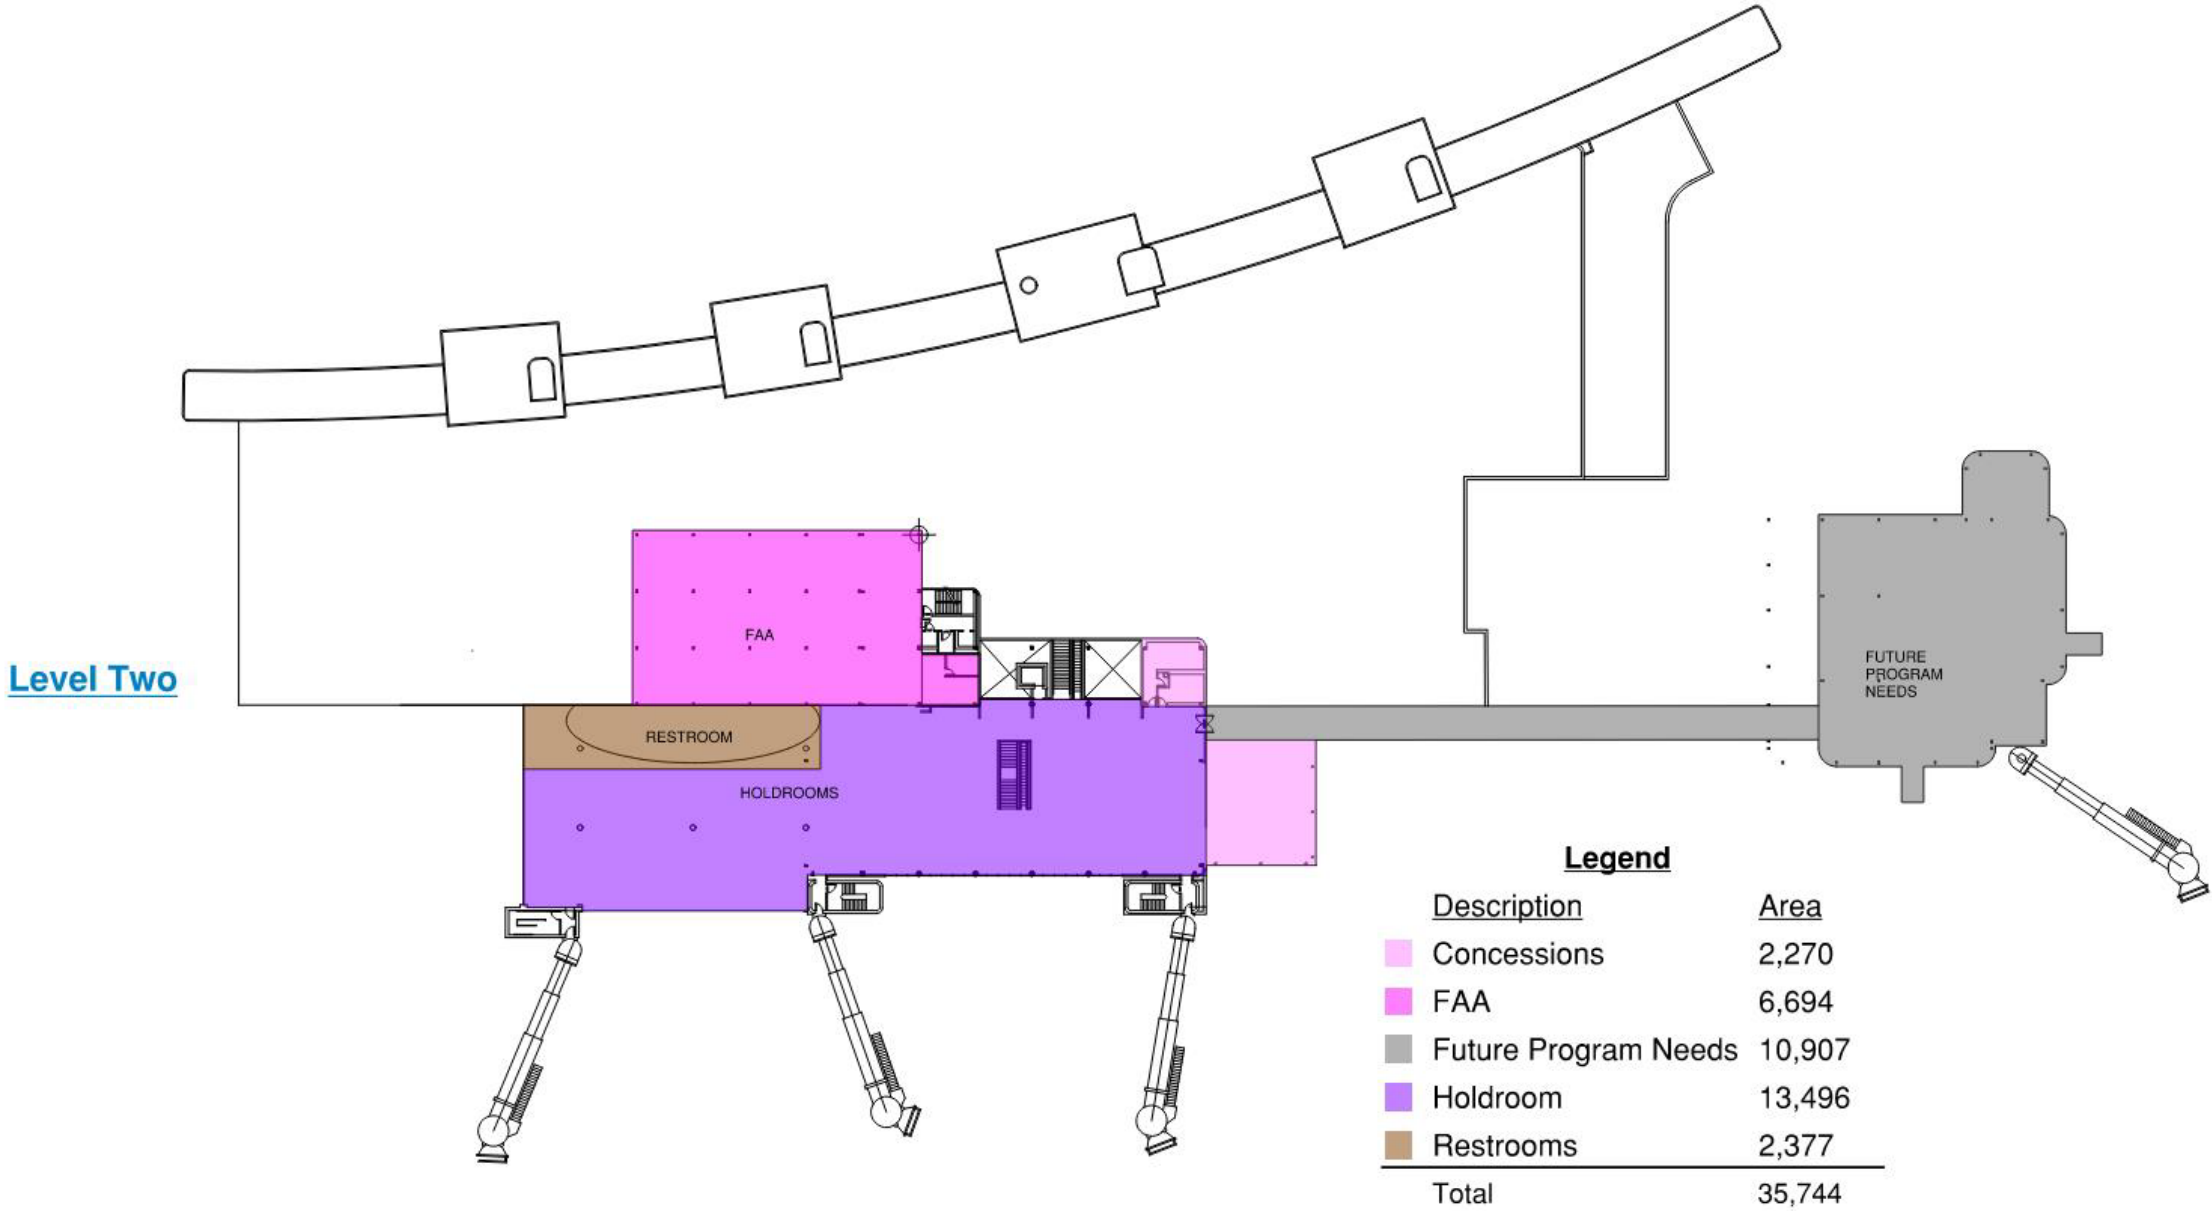 FAA
Level Two
FUTURE
PROGRAM
NEEDS
RESTROOM
HOLDROOMS
Legend
Description Area
Concessions 2,270
FAA 6,694
Future Program Needs 10,907
Holdroom 13,496
Restrooms 2,377
Total 35,744